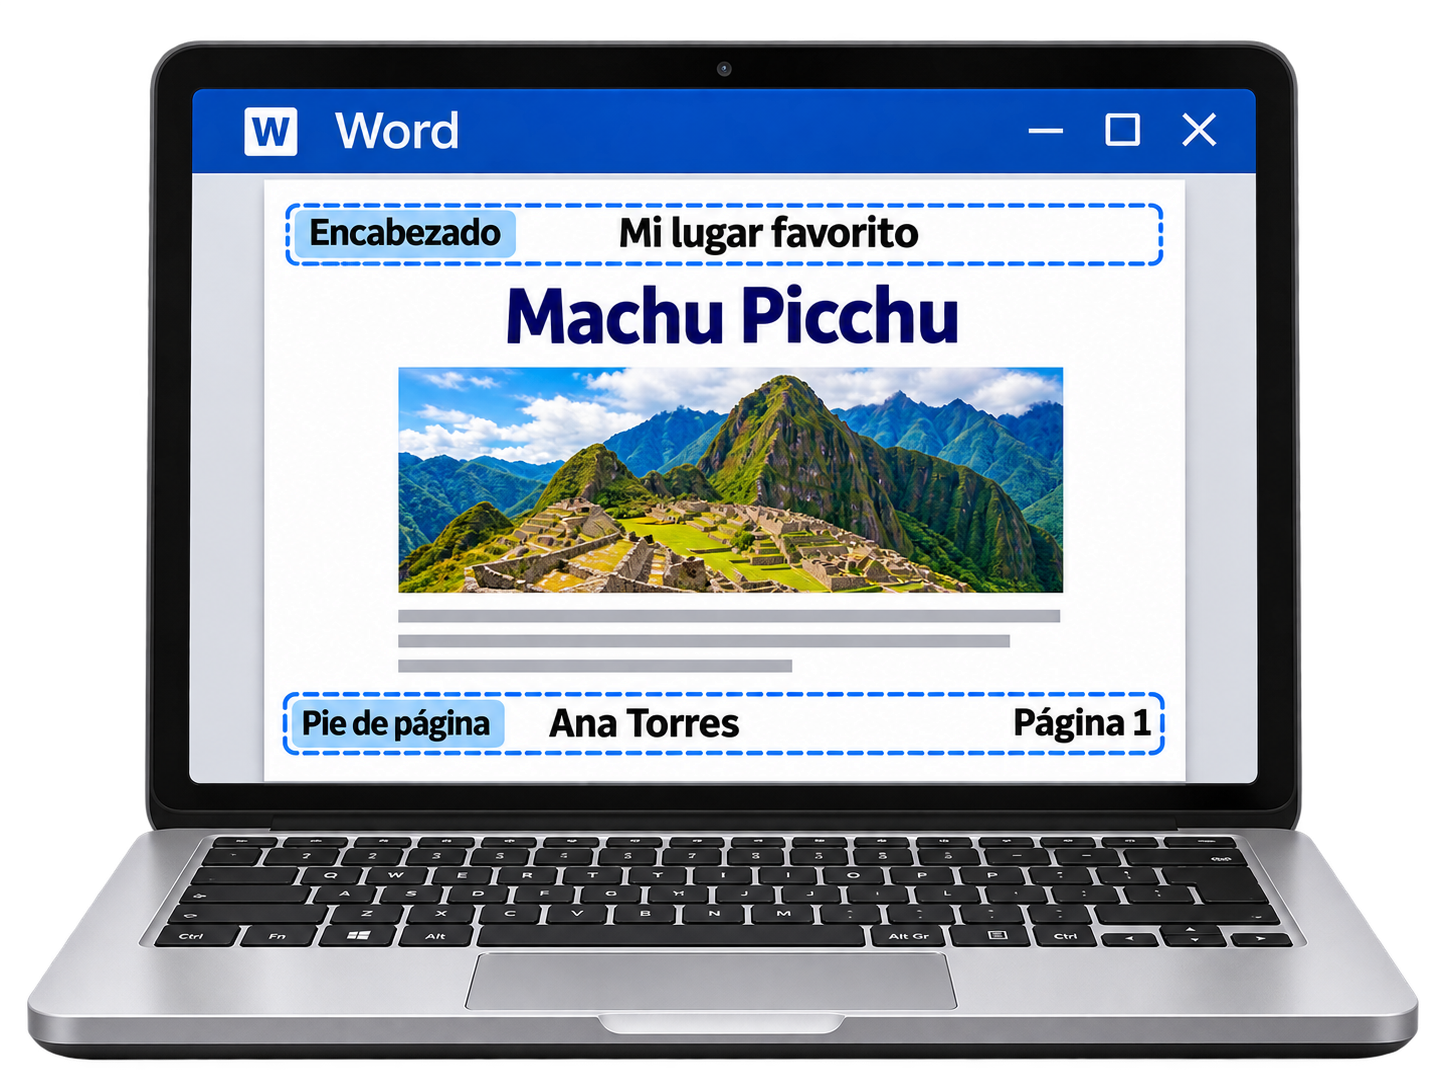 W Word
Encabezado Mi lugar favorito
Machu Picchu
Pie de página Ana Torres Página 1
Q W E R T T I I O P P
A S D F G J J L
Z X C V B N M
Ctrl Fn Alt Alt Gr Ctrl